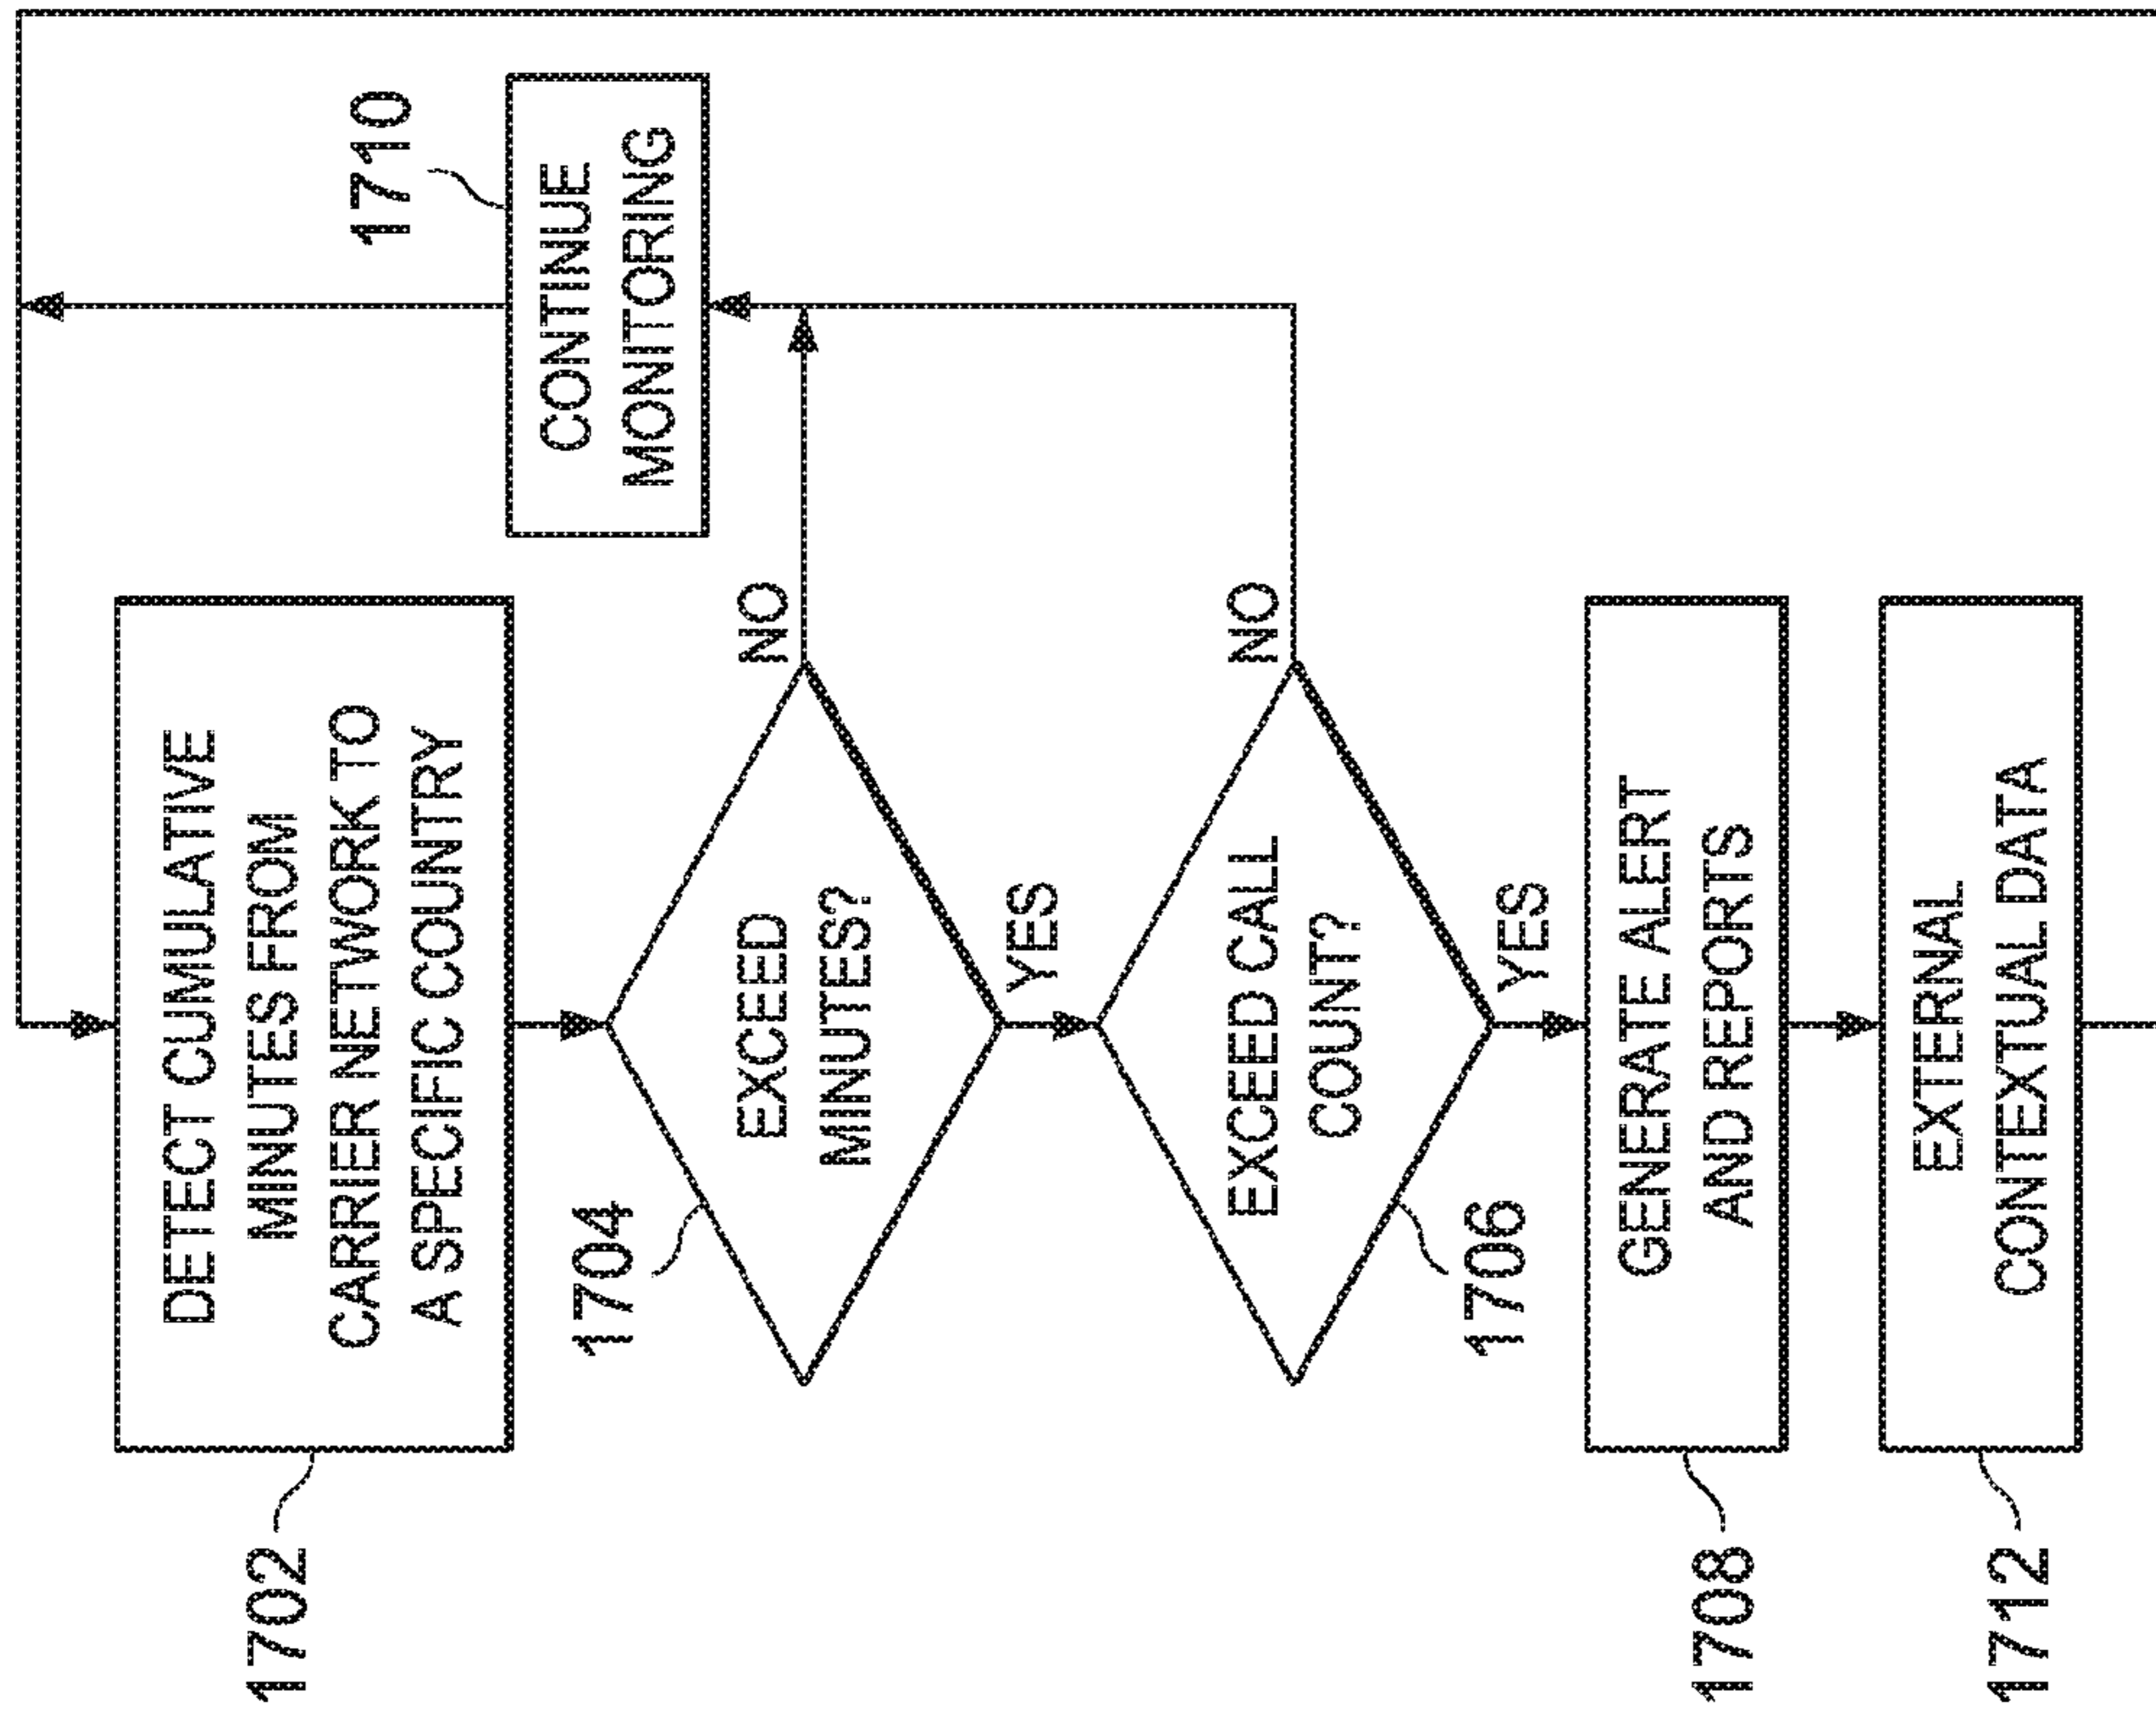 1702
DETECT CUMULATIVE
MINUTES FROM
CARRIER NETWORK TO
A SPECIFIC COUNTRY
1710
CONTINUE
MONITORING
1704
EXCEED
MINUTES?
NO
YES
1706
EXCEED CALL
COUNT?
NO
YES
1708
GENERATE ALERT
AND REPORTS
1712
EXTERNAL
CONTEXTUAL DATA